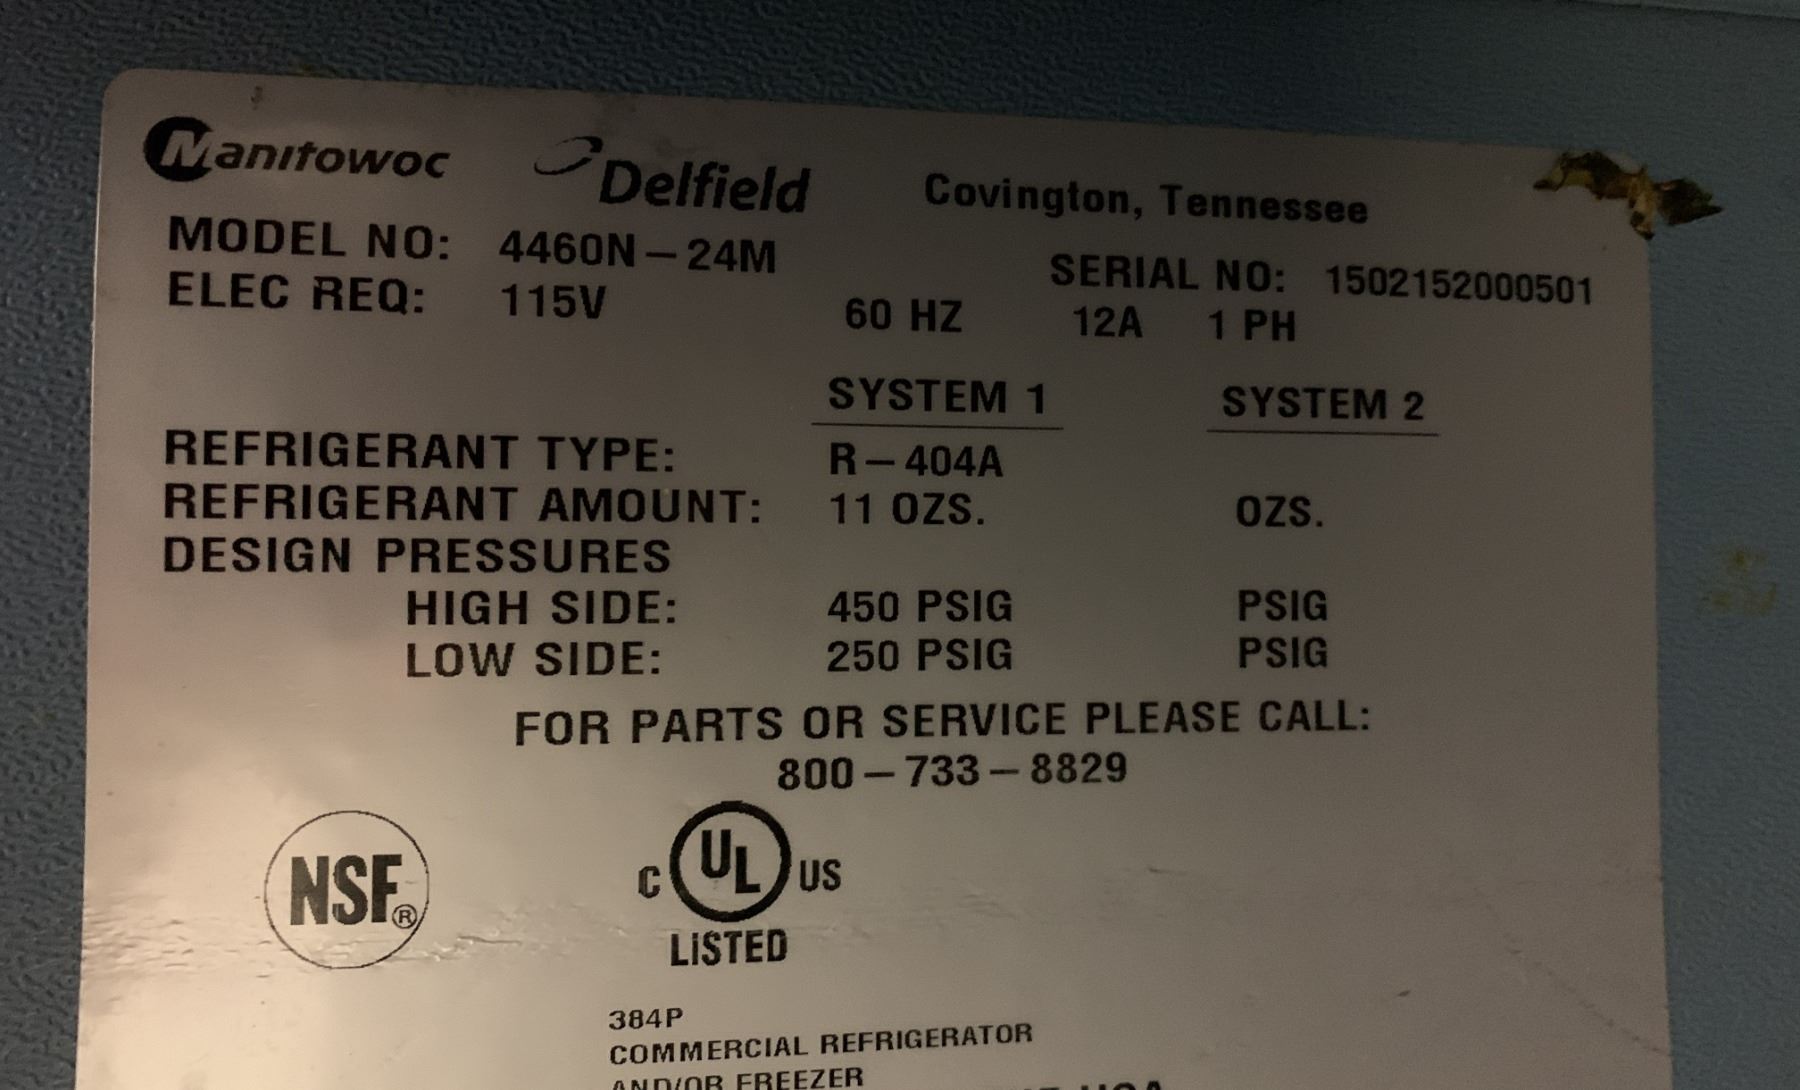 Manitowoc Delfield Covington, Tennessee
MODEL NO: 4460N-24M SERIAL NO: 1502152000501
ELEC REQ: 115V 60 HZ 12A 1 PH
SYSTEM 1 SYSTEM 2
REFRIGERANT TYPE: R-404A
REFRIGERANT AMOUNT: 11 OZS. OZS.
DESIGN PRESSURES
HIGH SIDE: 450 PSIG PSIG
LOW SIDE: 250 PSIG PSIG
FOR PARTS OR SERVICE PLEASE CALL:
800-733-8829
NSF®
C UL US
LISTED
384P
COMMERCIAL REFRIGERATOR
AND/OR FREEZER